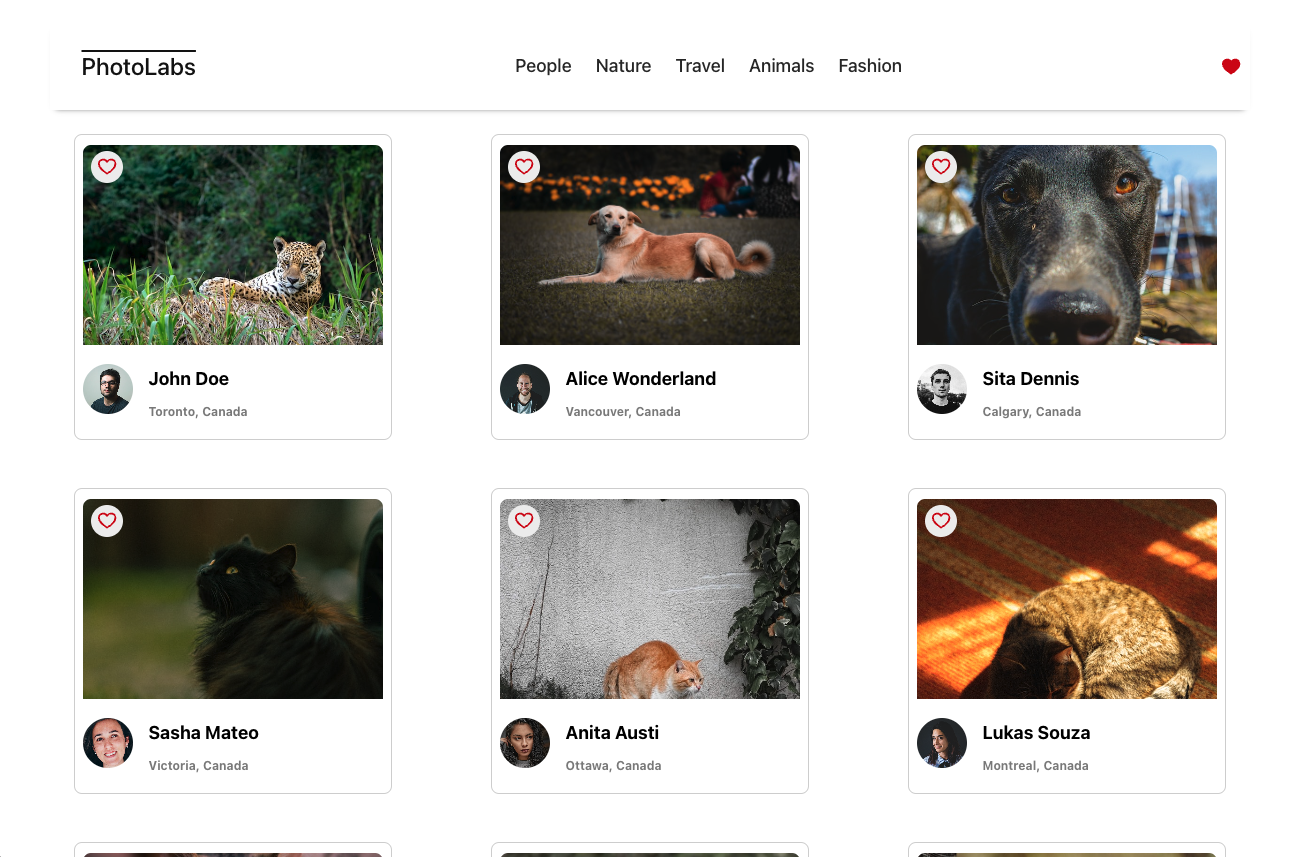 PhotoLabs
People Nature Travel Animals Fashion
John Doe
Toronto, Canada
Alice Wonderland
Vancouver, Canada
Sita Dennis
Calgary, Canada
Sasha Mateo
Victoria, Canada
Anita Austi
Ottawa, Canada
Lukas Souza
Montreal, Canada